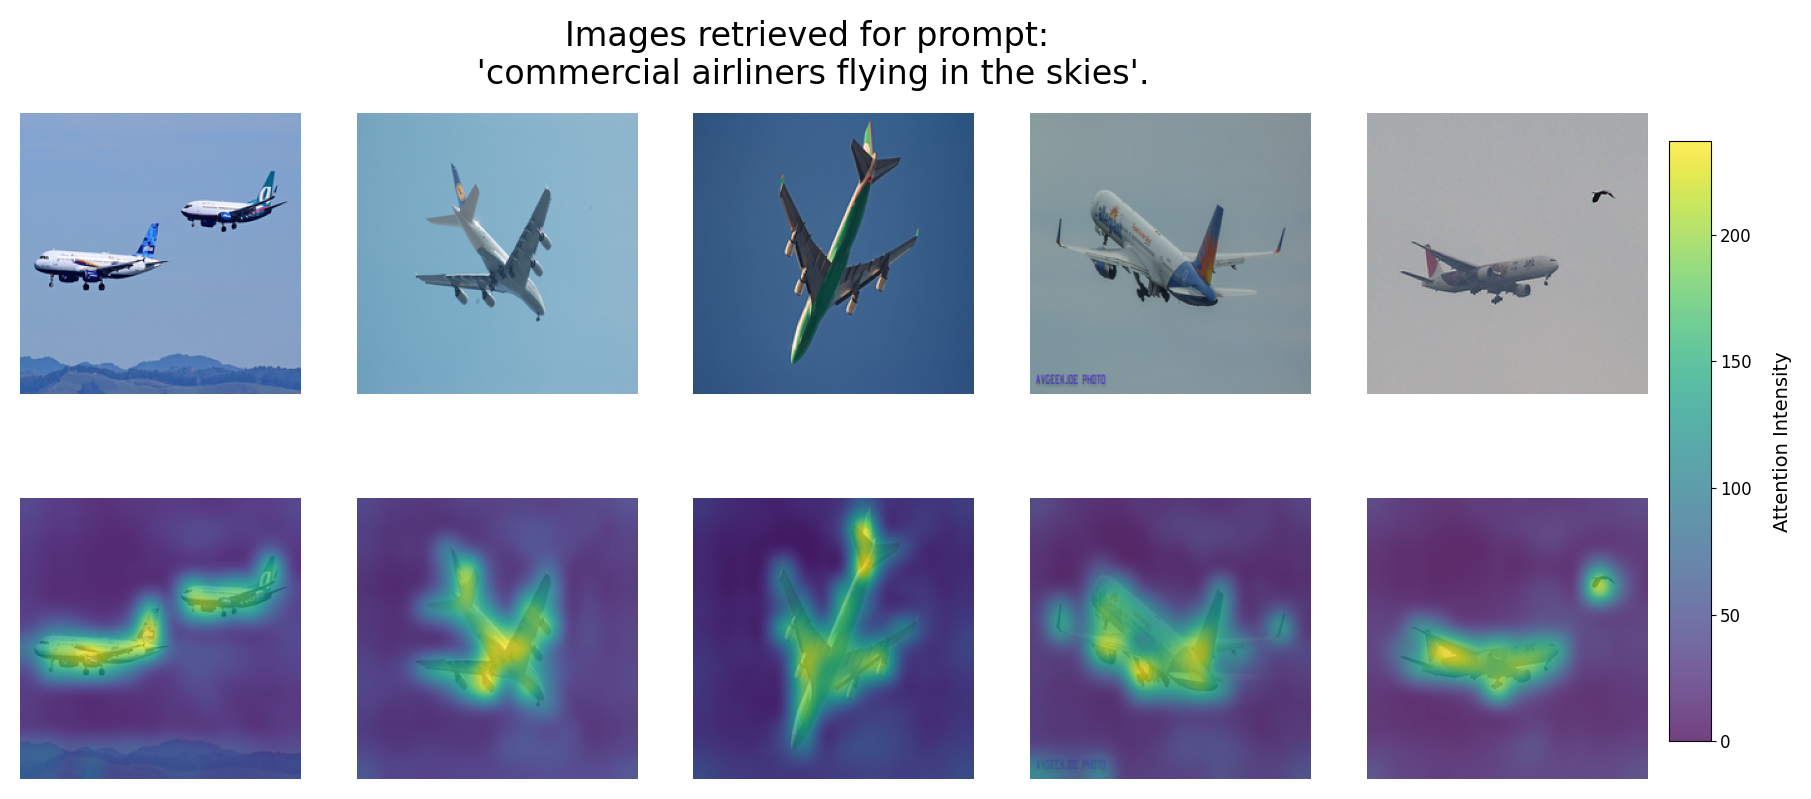 Images retrieved for prompt:
'commercial airliners flying in the skies'.
AVGEEKJOE PHOTO
200
150
100
50
0
Attention Intensity
AVGEEKJOE PHOTO